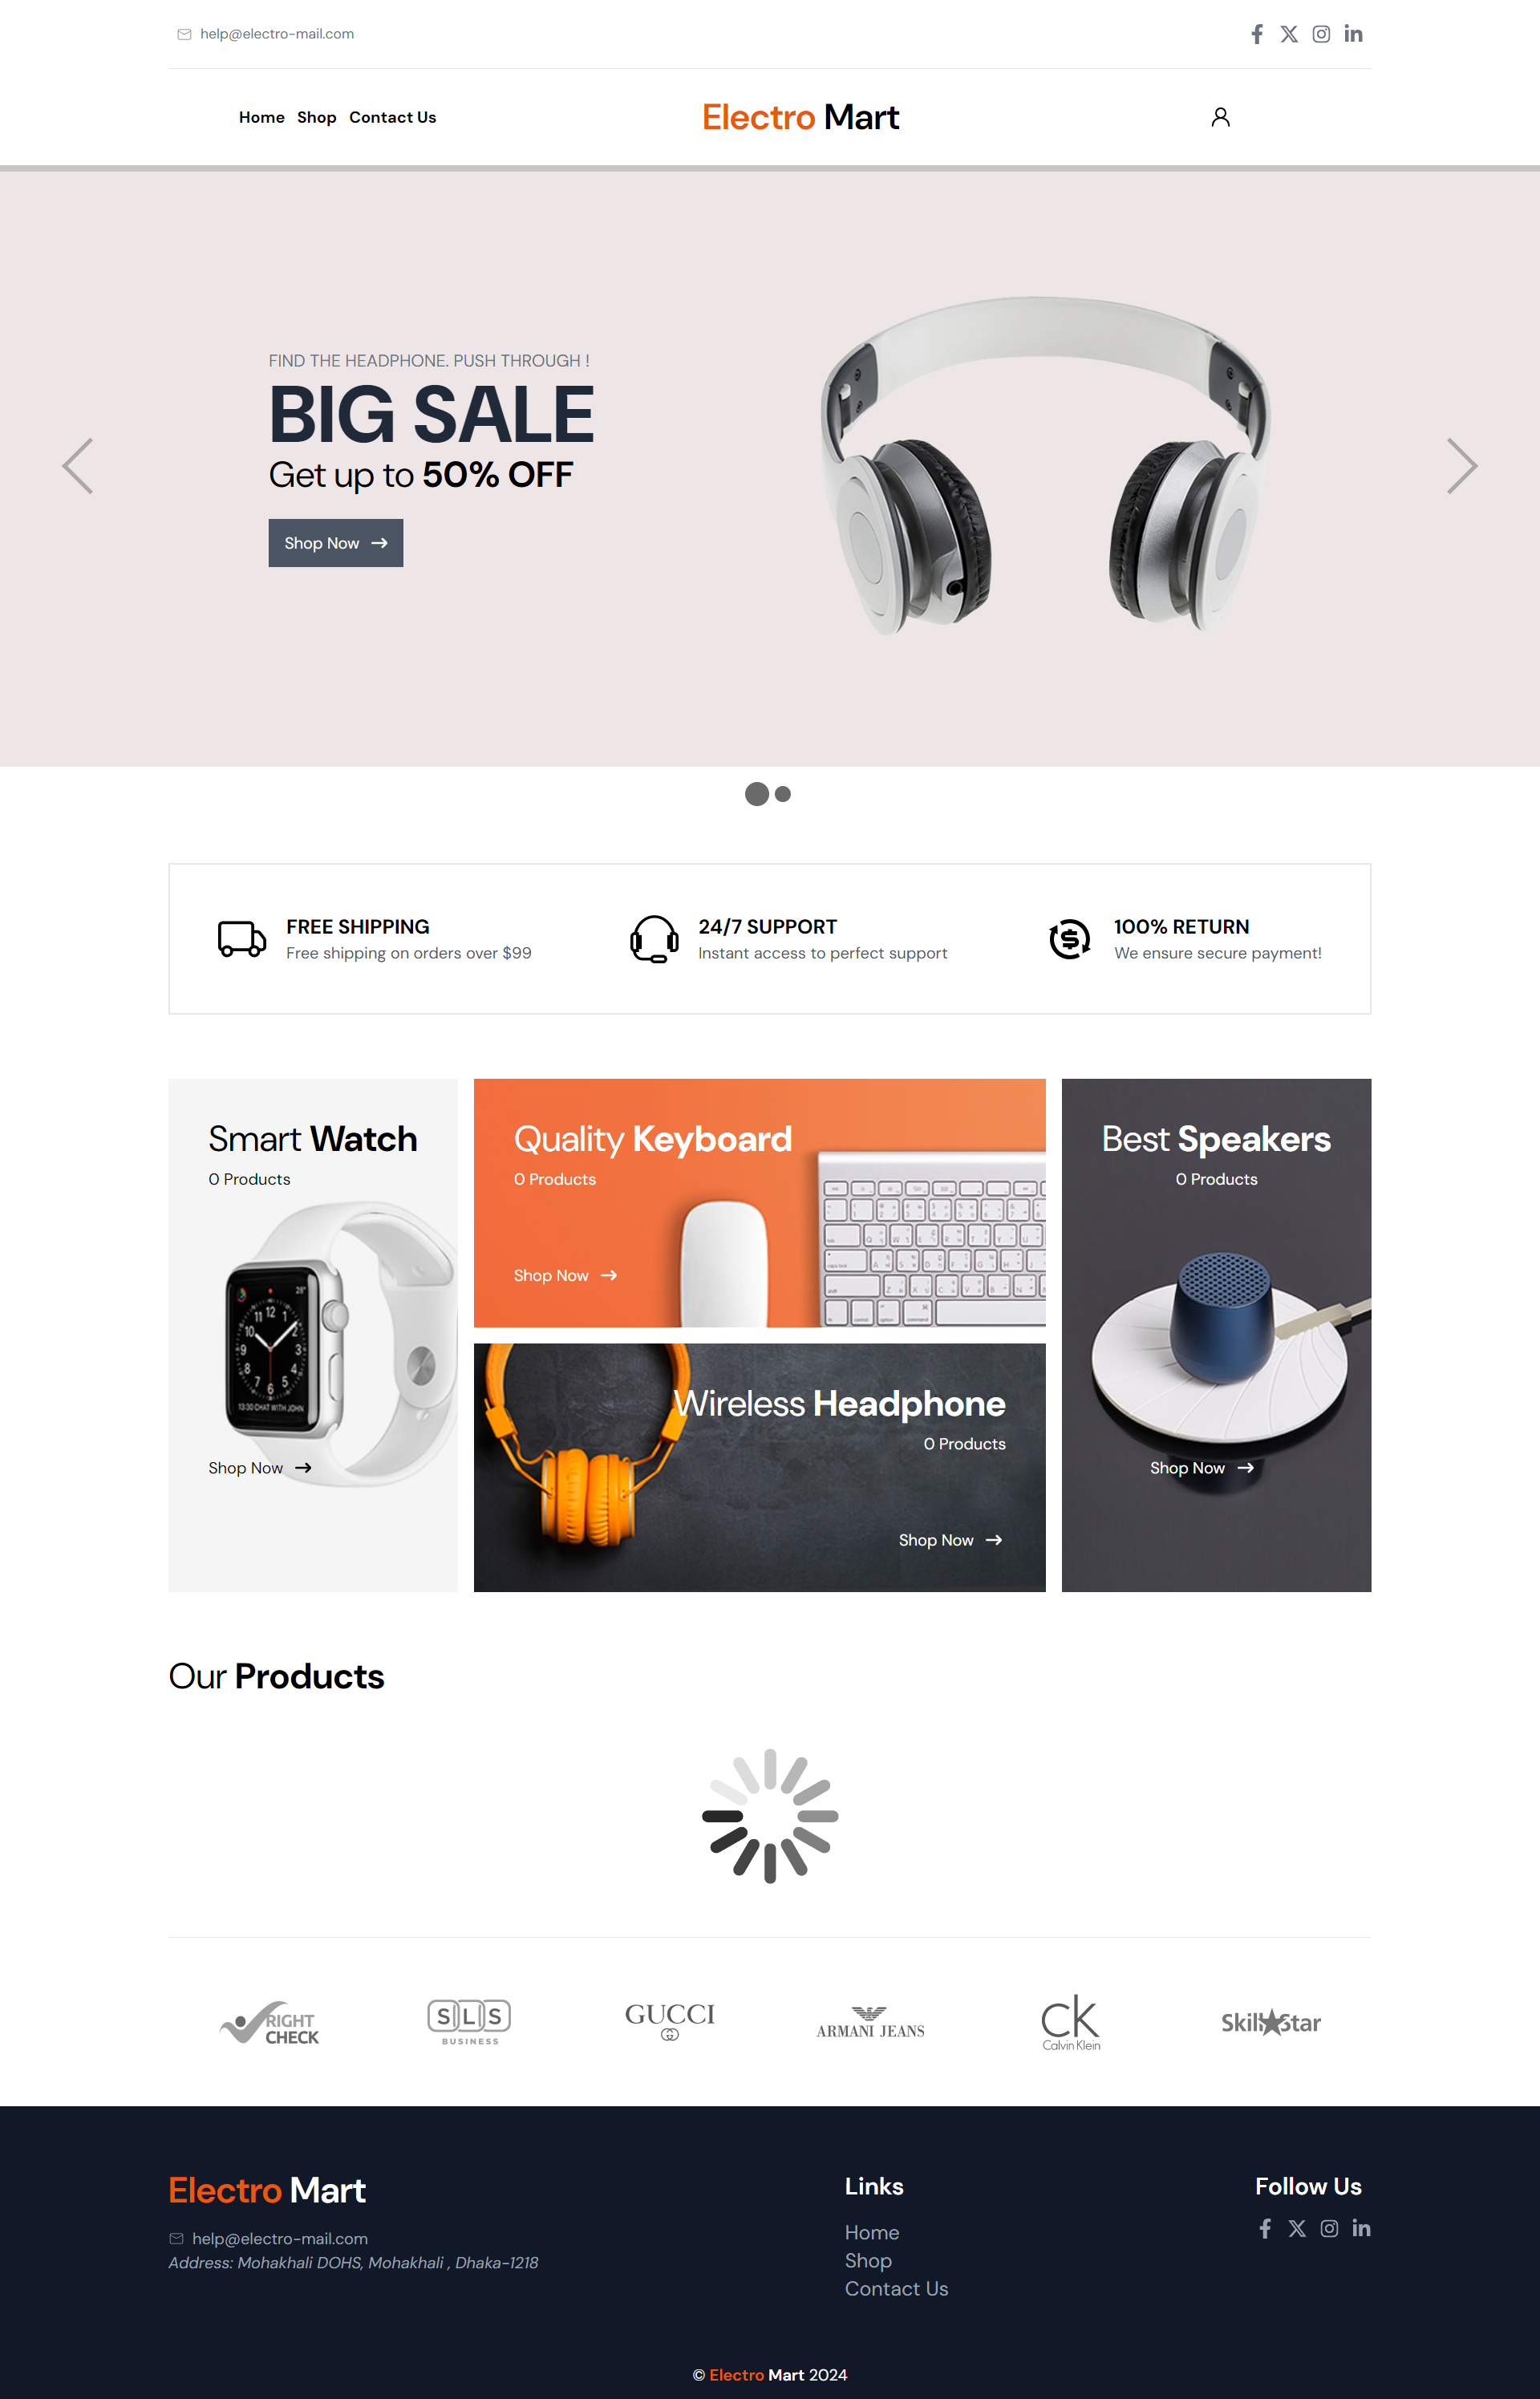 help@electro-mail.com
Home Shop Contact Us
Electro Mart
FIND THE HEADPHONE. PUSH THROUGH !
BIG SALE
Get up to 50% OFF
Shop Now
FREE SHIPPING
Free shipping on orders over $99
24/7 SUPPORT
Instant access to perfect support
100% RETURN
We ensure secure payment!
Smart Watch
0 Products
Shop Now
Quality Keyboard
0 Products
Shop Now
Wireless Headphone
0 Products
Shop Now
Best Speakers
0 Products
Shop Now
Our Products
RIGHT
CHECK
SLS
BUSINESS
GUCCI
ARMANI JEANS
CK
Calvin Klein
Skill Star
Electro Mart
help@electro-mail.com
Address: Mohakhali DOHS, Mohakhali , Dhaka-1218
Links
Home
Shop
Contact Us
Follow Us
© Electro Mart 2024